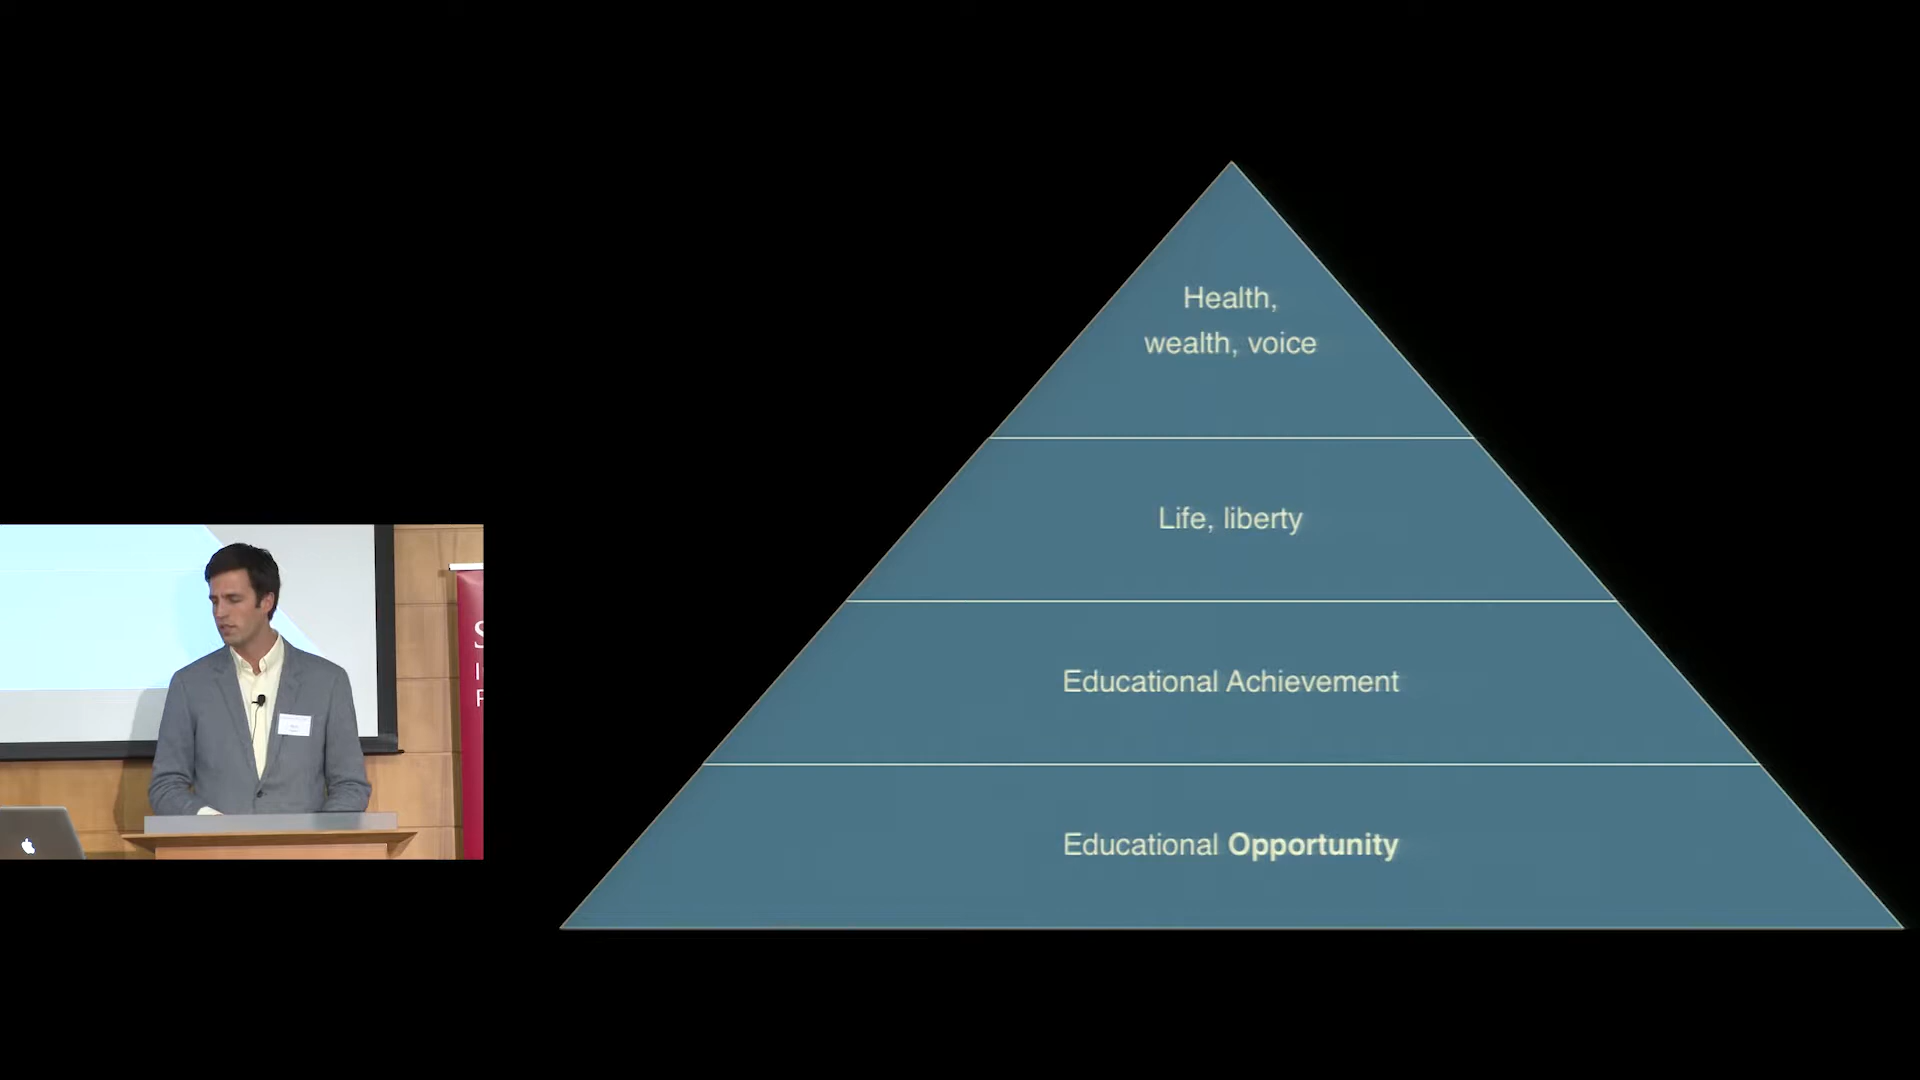 Health,
wealth, voice
Life, liberty
Educational Achievement
Educational Opportunity
S